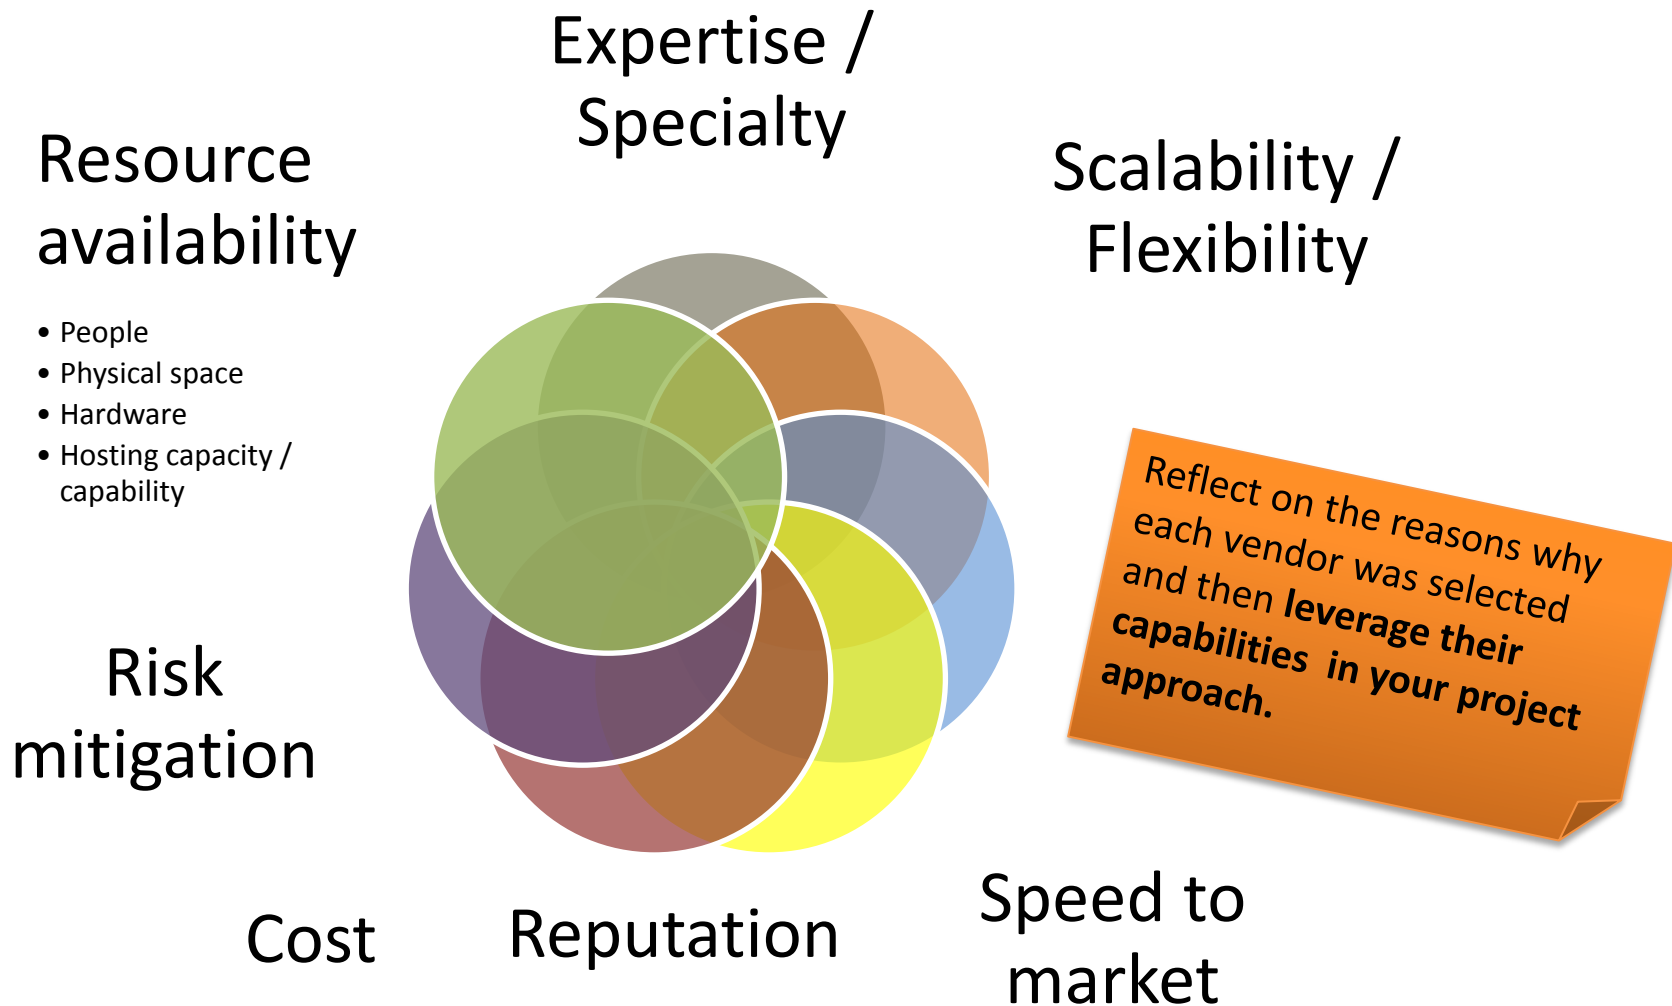 Expertise /
Specialty
Resource
availability
• People
• Physical space
• Hardware
• Hosting capacity /
capability
Scalability /
Flexibility
Reflect on the reasons why
each vendor was selected
and then leverage their
capabilities  in your project
approach.
Risk
mitigation
Cost
Reputation
Speed to
market